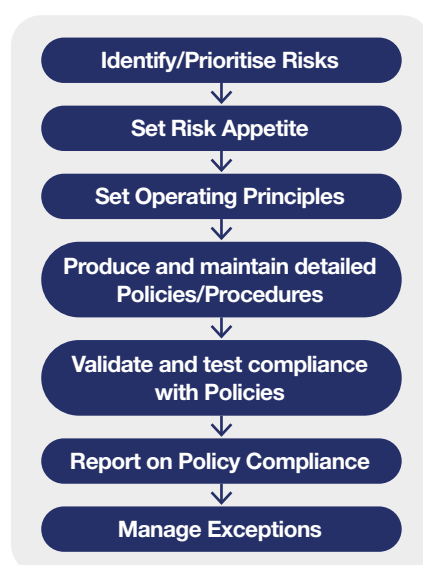 Identify/Prioritise Risks
Set Risk Appetite
Set Operating Principles
Produce and maintain detailed
Policies/Procedures
Validate and test compliance
with Policies
Report on Policy Compliance
Manage Exceptions